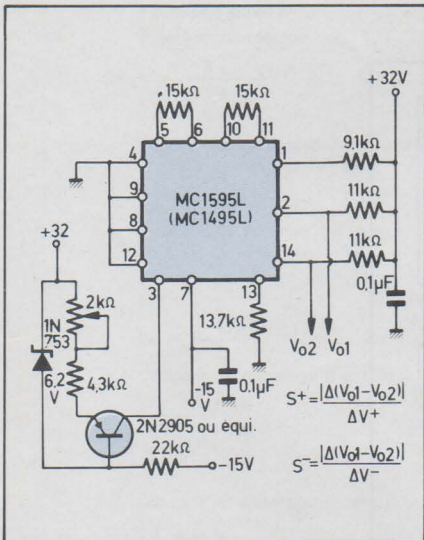 15kΩ 15kΩ
+32V
5 6 10 11
4
9
8
12
1
2
14
3 7 13
MC1595L
(MC1495L)
9,1kΩ
11kΩ
11kΩ
0,1µF
+32
2kΩ
1N
753
6,2
V
4,3kΩ
13,7kΩ
-15
V
0,1µF
Vo2 Vo1
2N2905 ou équi.
22kΩ
-15V
S+=|Δ(Vo1-Vo2)|
ΔV+
S-=|Δ(Vo1-Vo2)|
ΔV-